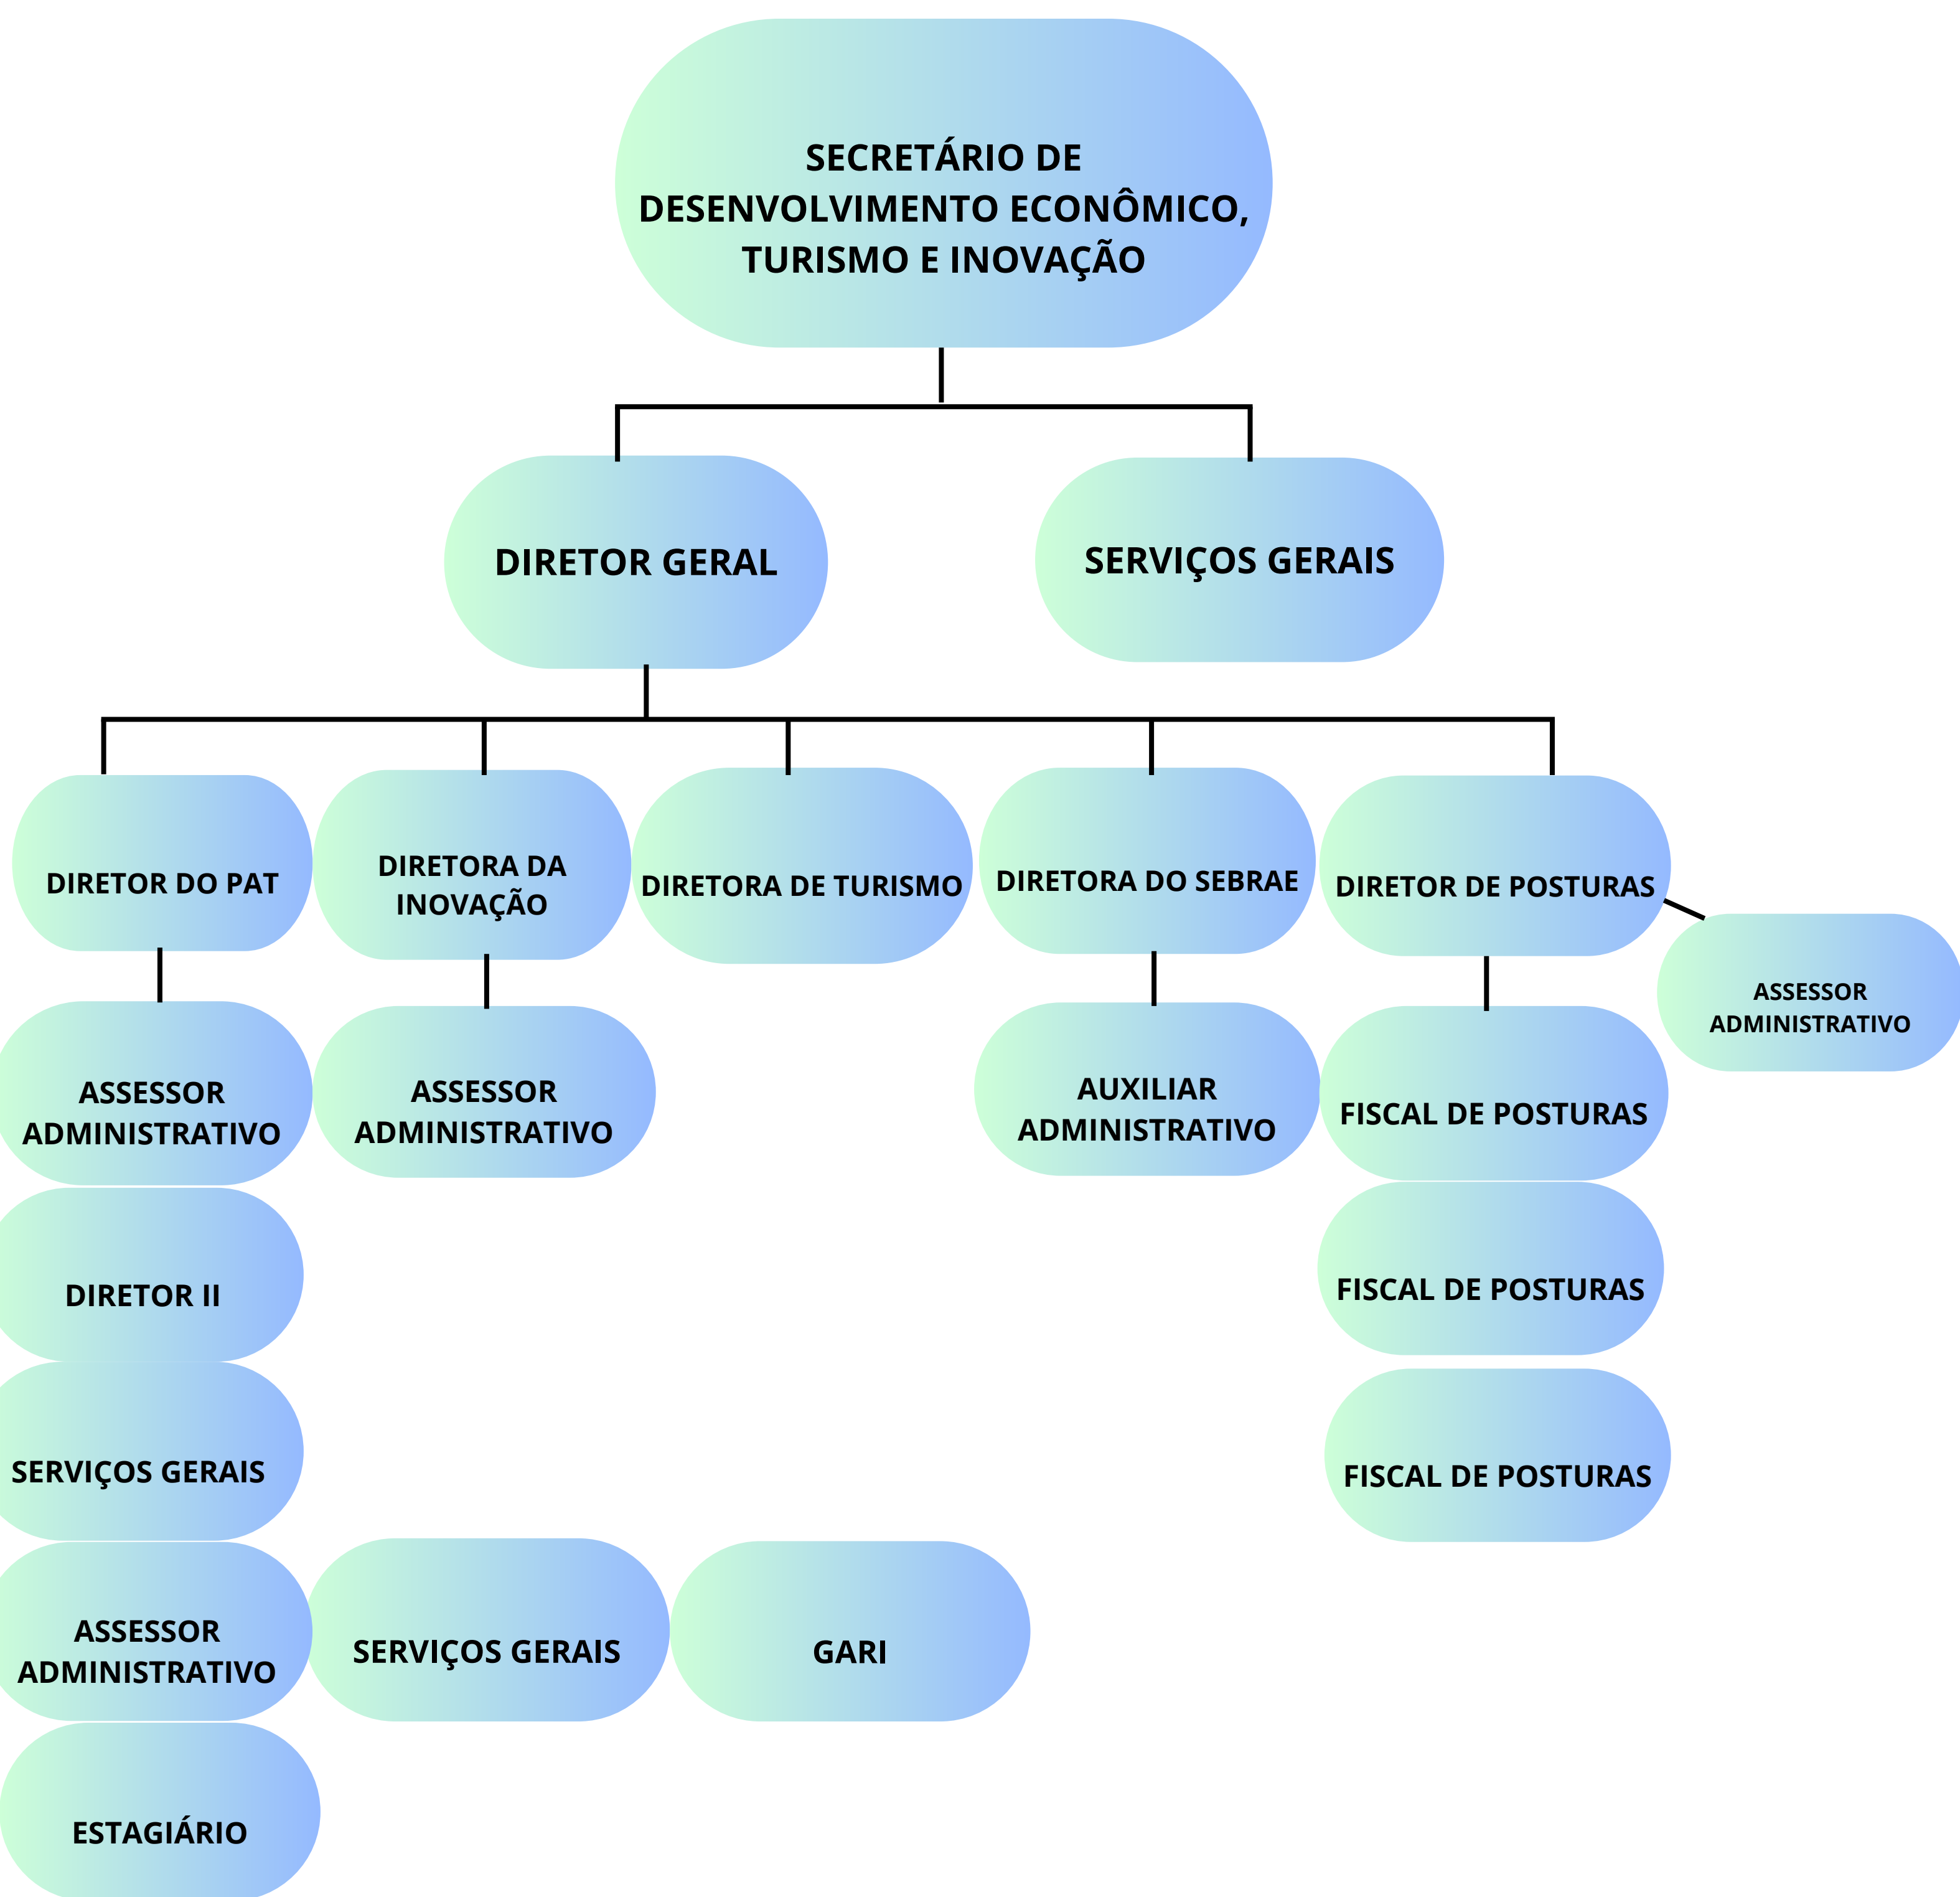 SECRETÁRIO DE
DESENVOLVIMENTO ECONÔMICO,
TURISMO E INOVAÇÃO
DIRETOR GERAL
SERVIÇOS GERAIS
DIRETOR DO PAT
DIRETORA DA
INOVAÇÃO
DIRETORA DE TURISMO
DIRETORA DO SEBRAE
DIRETOR DE POSTURAS
ASSESSOR
ADMINISTRATIVO
ASSESSOR
ADMINISTRATIVO
ASSESSOR
ADMINISTRATIVO
AUXILIAR
ADMINISTRATIVO
FISCAL DE POSTURAS
DIRETOR II
FISCAL DE POSTURAS
SERVIÇOS GERAIS
FISCAL DE POSTURAS
ASSESSOR
ADMINISTRATIVO
SERVIÇOS GERAIS
GARI
ESTAGIÁRIO